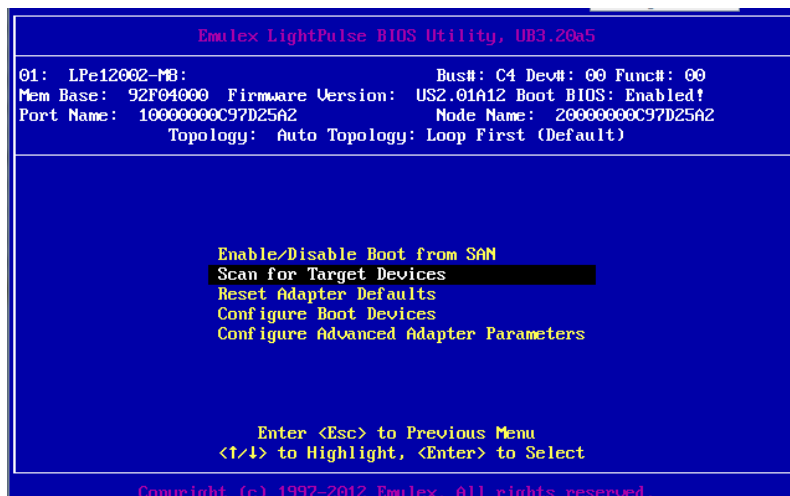 Emulex LightPulse BIOS Utility, UB3.20a5
01: LPe12002-M8: Bus#: C4 Dev#: 00 Func#: 00
Mem Base: 92F04000 Firmware Version: US2.01A12 Boot BIOS: Enabled!
Port Name: 10000000C97D25A2 Node Name: 20000000C97D25A2
Topology: Auto Topology: Loop First (Default)
Enable/Disable Boot from SAN
Scan for Target Devices
Reset Adapter Defaults
Configure Boot Devices
Configure Advanced Adapter Parameters
Enter <Esc> to Previous Menu
<↑/↓> to Highlight, <Enter> to Select
Copyright (c) 1997-2012 Emulex. All rights reserved